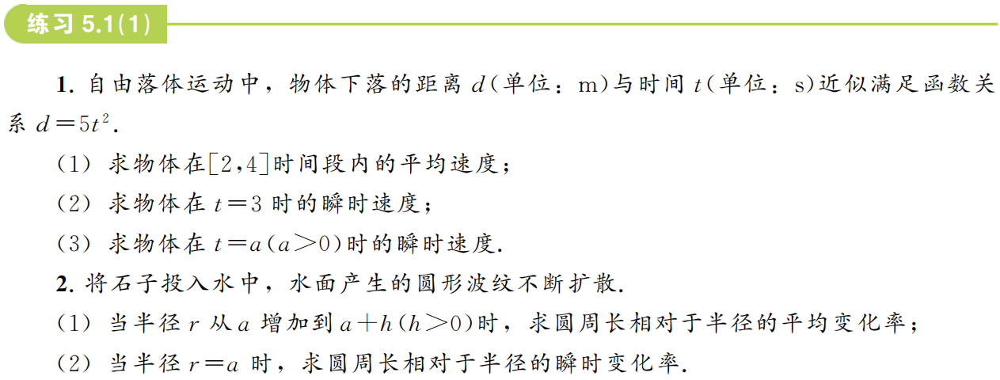 练习 5.1(1)
1. 自由落体运动中，物体下落的距离 d(单位：m)与时间 t(单位：s)近似满足函数关
系 d＝5t².
(1) 求物体在[2,4]时间段内的平均速度；
(2) 求物体在 t＝3 时的瞬时速度；
(3) 求物体在 t＝a(a＞0)时的瞬时速度.
2. 将石子投入水中，水面产生的圆形波纹不断扩散.
(1) 当半径 r 从 a 增加到 a＋h(h＞0)时，求圆周长相对于半径的平均变化率；
(2) 当半径 r＝a 时，求圆周长相对于半径的瞬时变化率.